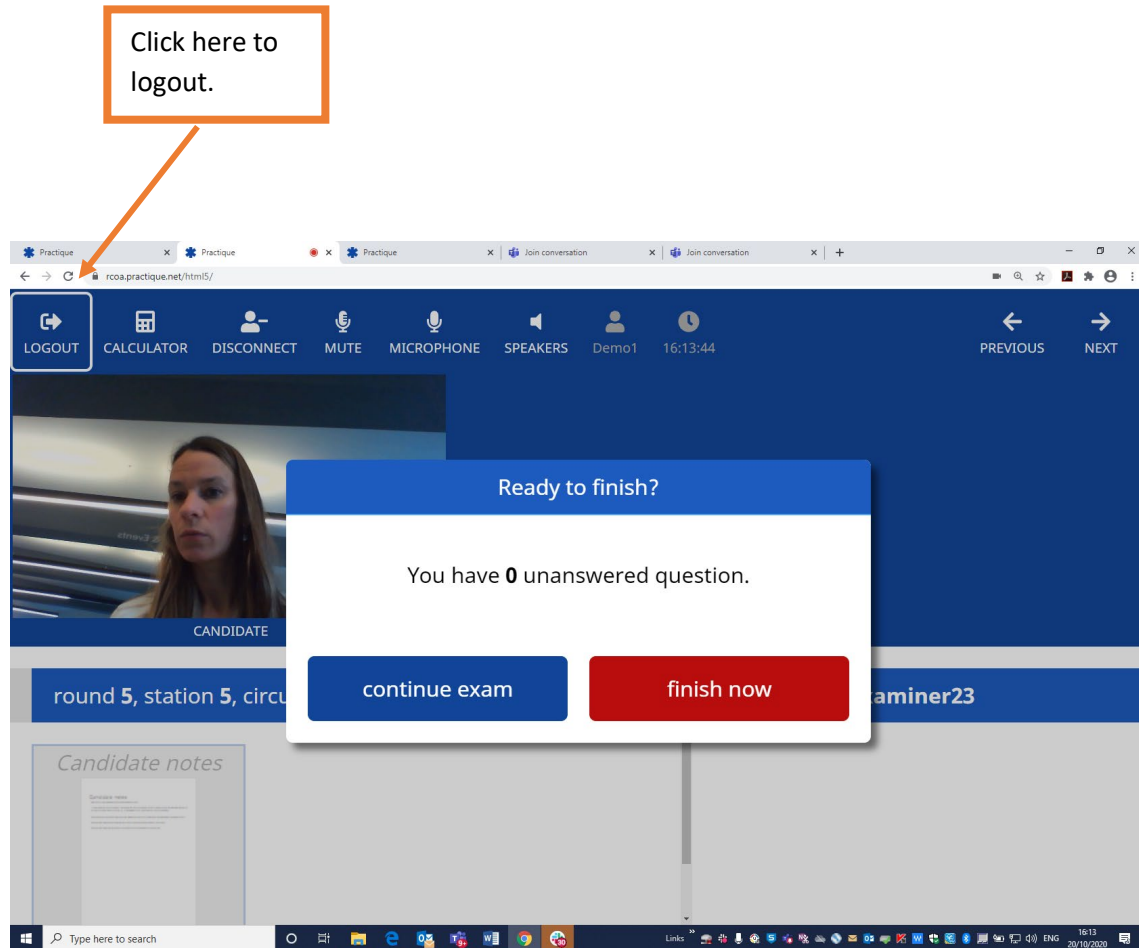 Click here to
logout.
Practique
Practique
Practique
Join conversation
Join conversation
rcoa.practique.net/html5/
LOGOUT CALCULATOR DISCONNECT MUTE MICROPHONE SPEAKERS Demo1 16:13:44 PREVIOUS NEXT
Ready to finish?
You have 0 unanswered question.
CANDIDATE
continue exam finish now
round 5, station 5, circu
aminer23
Candidate notes
Candidate notes
Type here to search
Links
ENG
16:13
20/10/2020